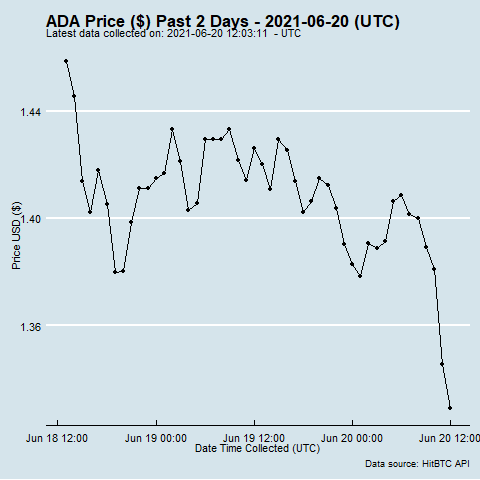 ADA Price ($) Past 2 Days - 2021-06-20 (UTC)
Latest data collected on: 2021-06-20 12:03:11  - UTC
1.44
1.40
1.36
Price USD ($)
Jun 18 12:00 Jun 19 00:00 Jun 19 12:00 Jun 20 00:00 Jun 20 12:00
Date Time Collected (UTC)
Data source: HitBTC API